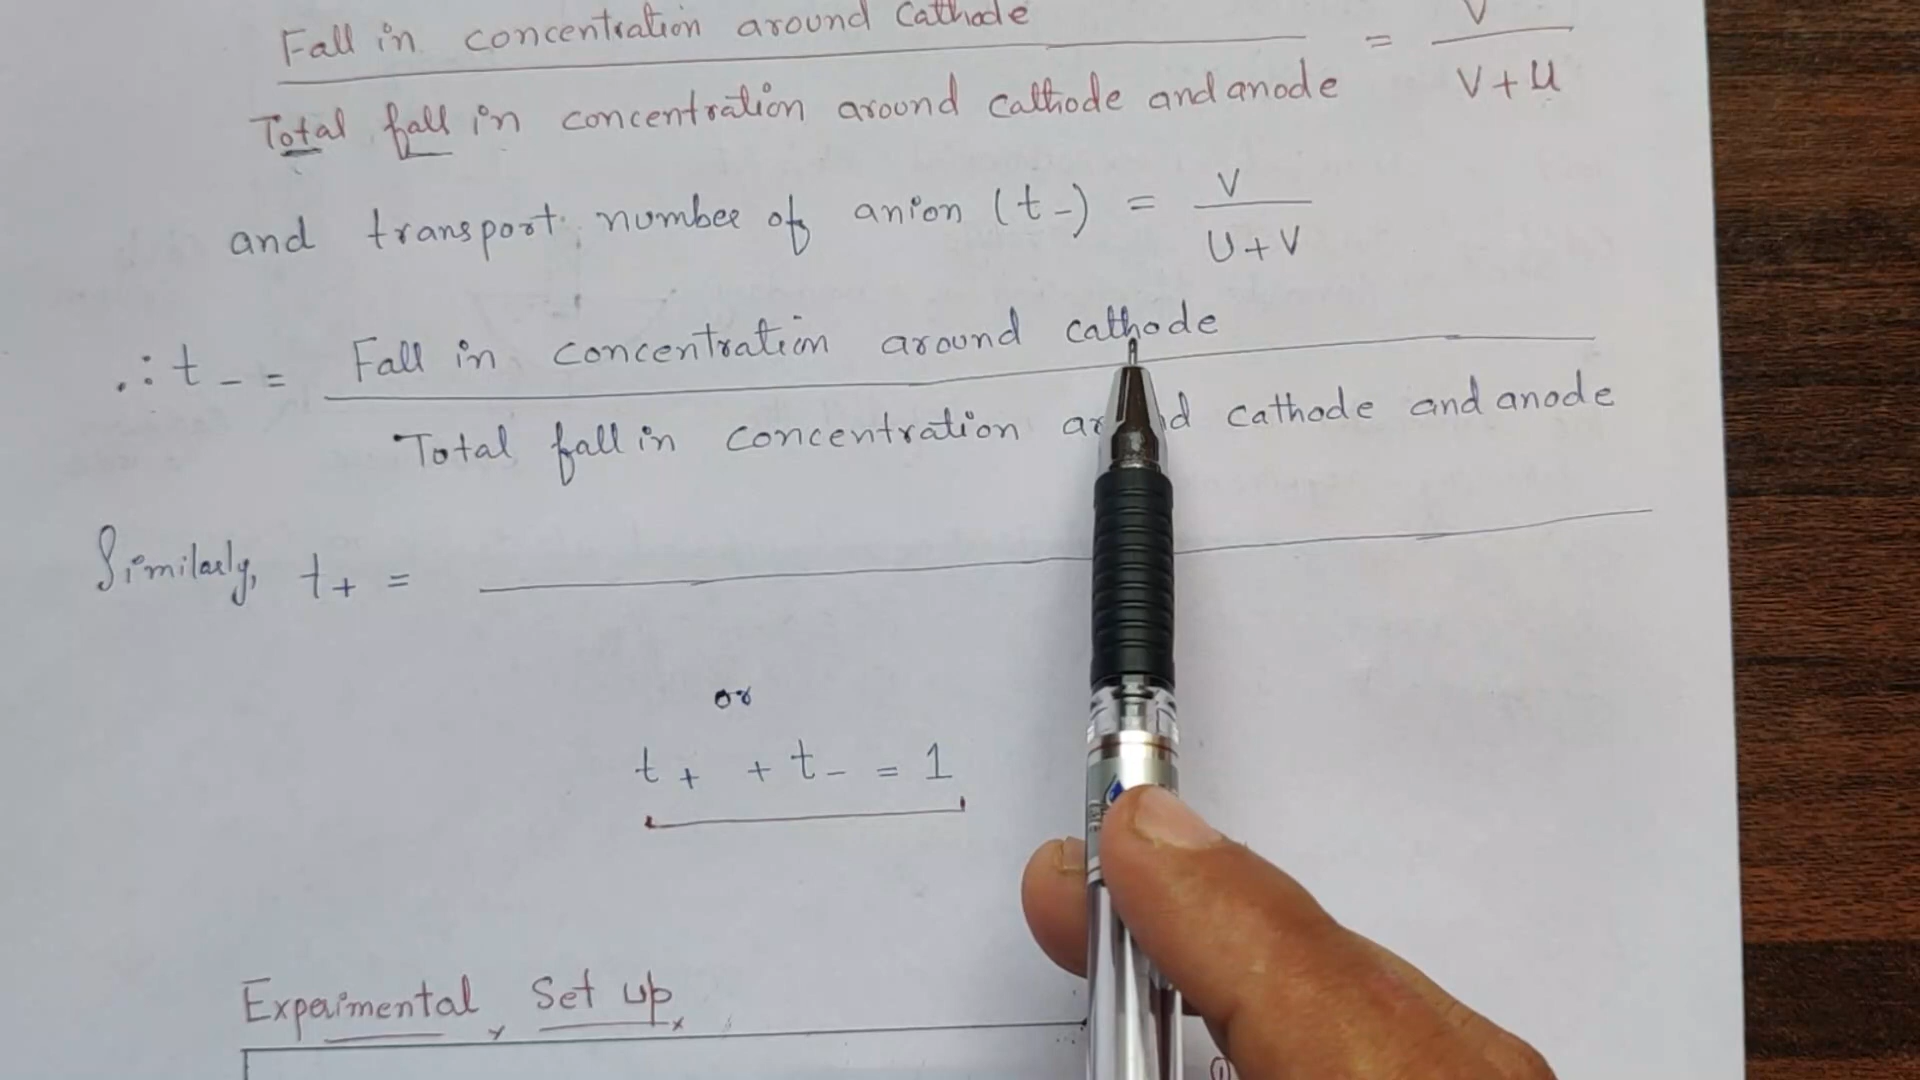 Fall in concentration around Cathode
Total fall in concentration around cathode and anode = V / V + U
and transport number of anion (t-) = V / U + V
∴ t- = Fall in concentration around cathode
Total fall in concentration cathode and anode
Similarly, t+ =
or
t+ + t- = 1
Experimental Set up